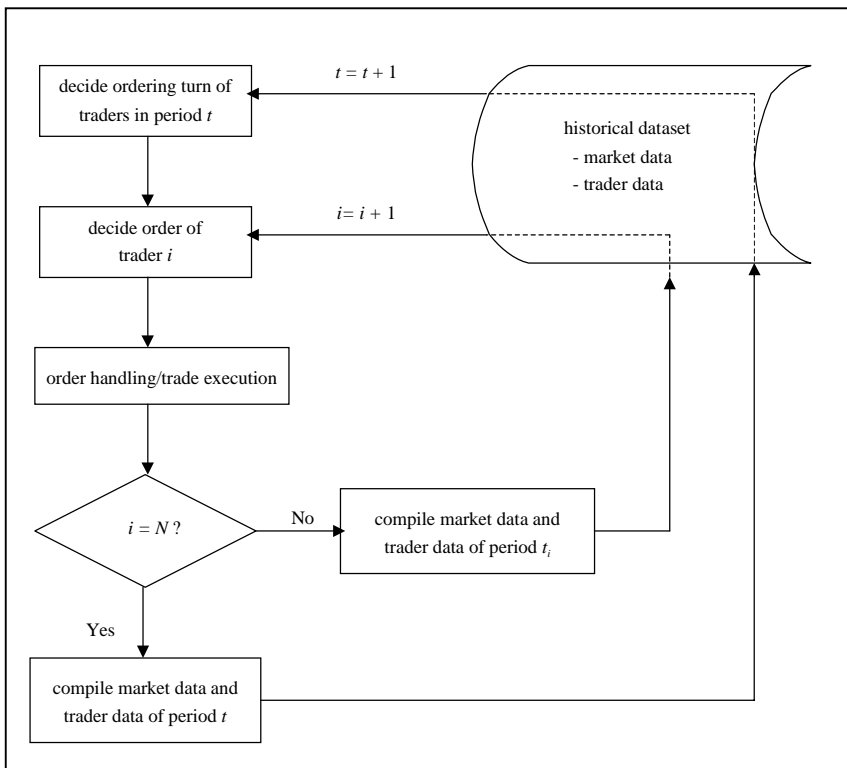 decide ordering turn of
traders in period t
t = t + 1
historical dataset
- market data
- trader data
decide order of
trader i
i= i + 1
order handling/trade execution
i = N ?
No
compile market data and
trader data of period tᵢ
Yes
compile market data and
trader data of period t